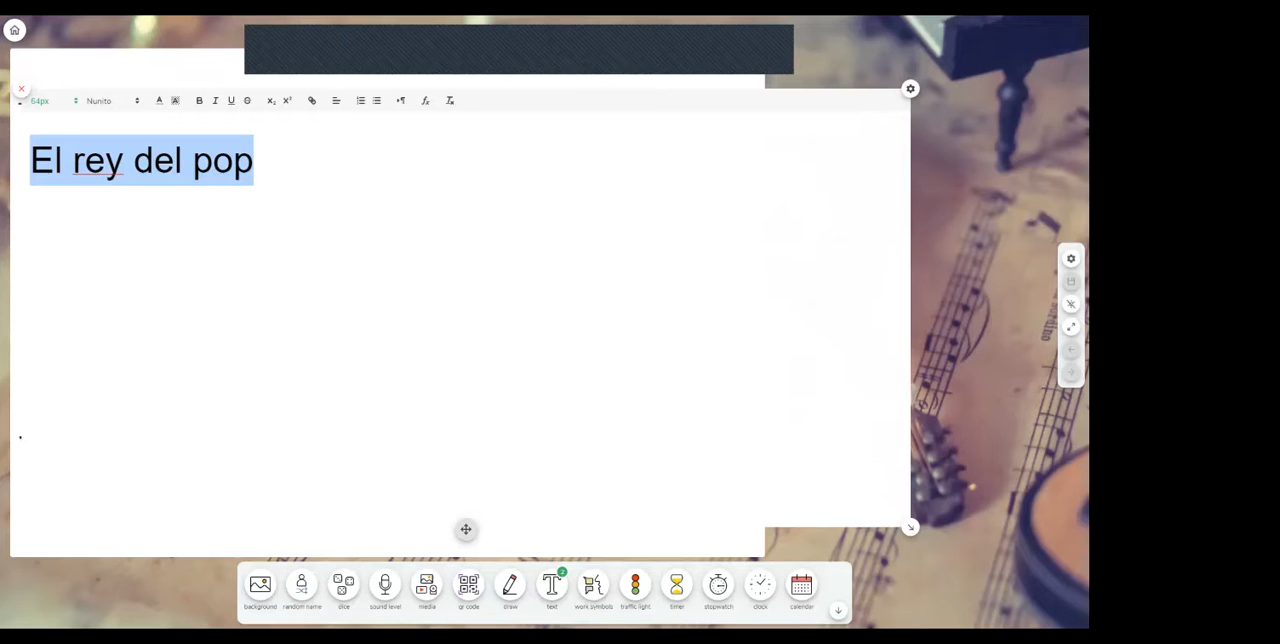 64px Nunito
El rey del pop
background random name dice sound level media qr code draw text 2 work symbols traffic light timer stopwatch clock calendar